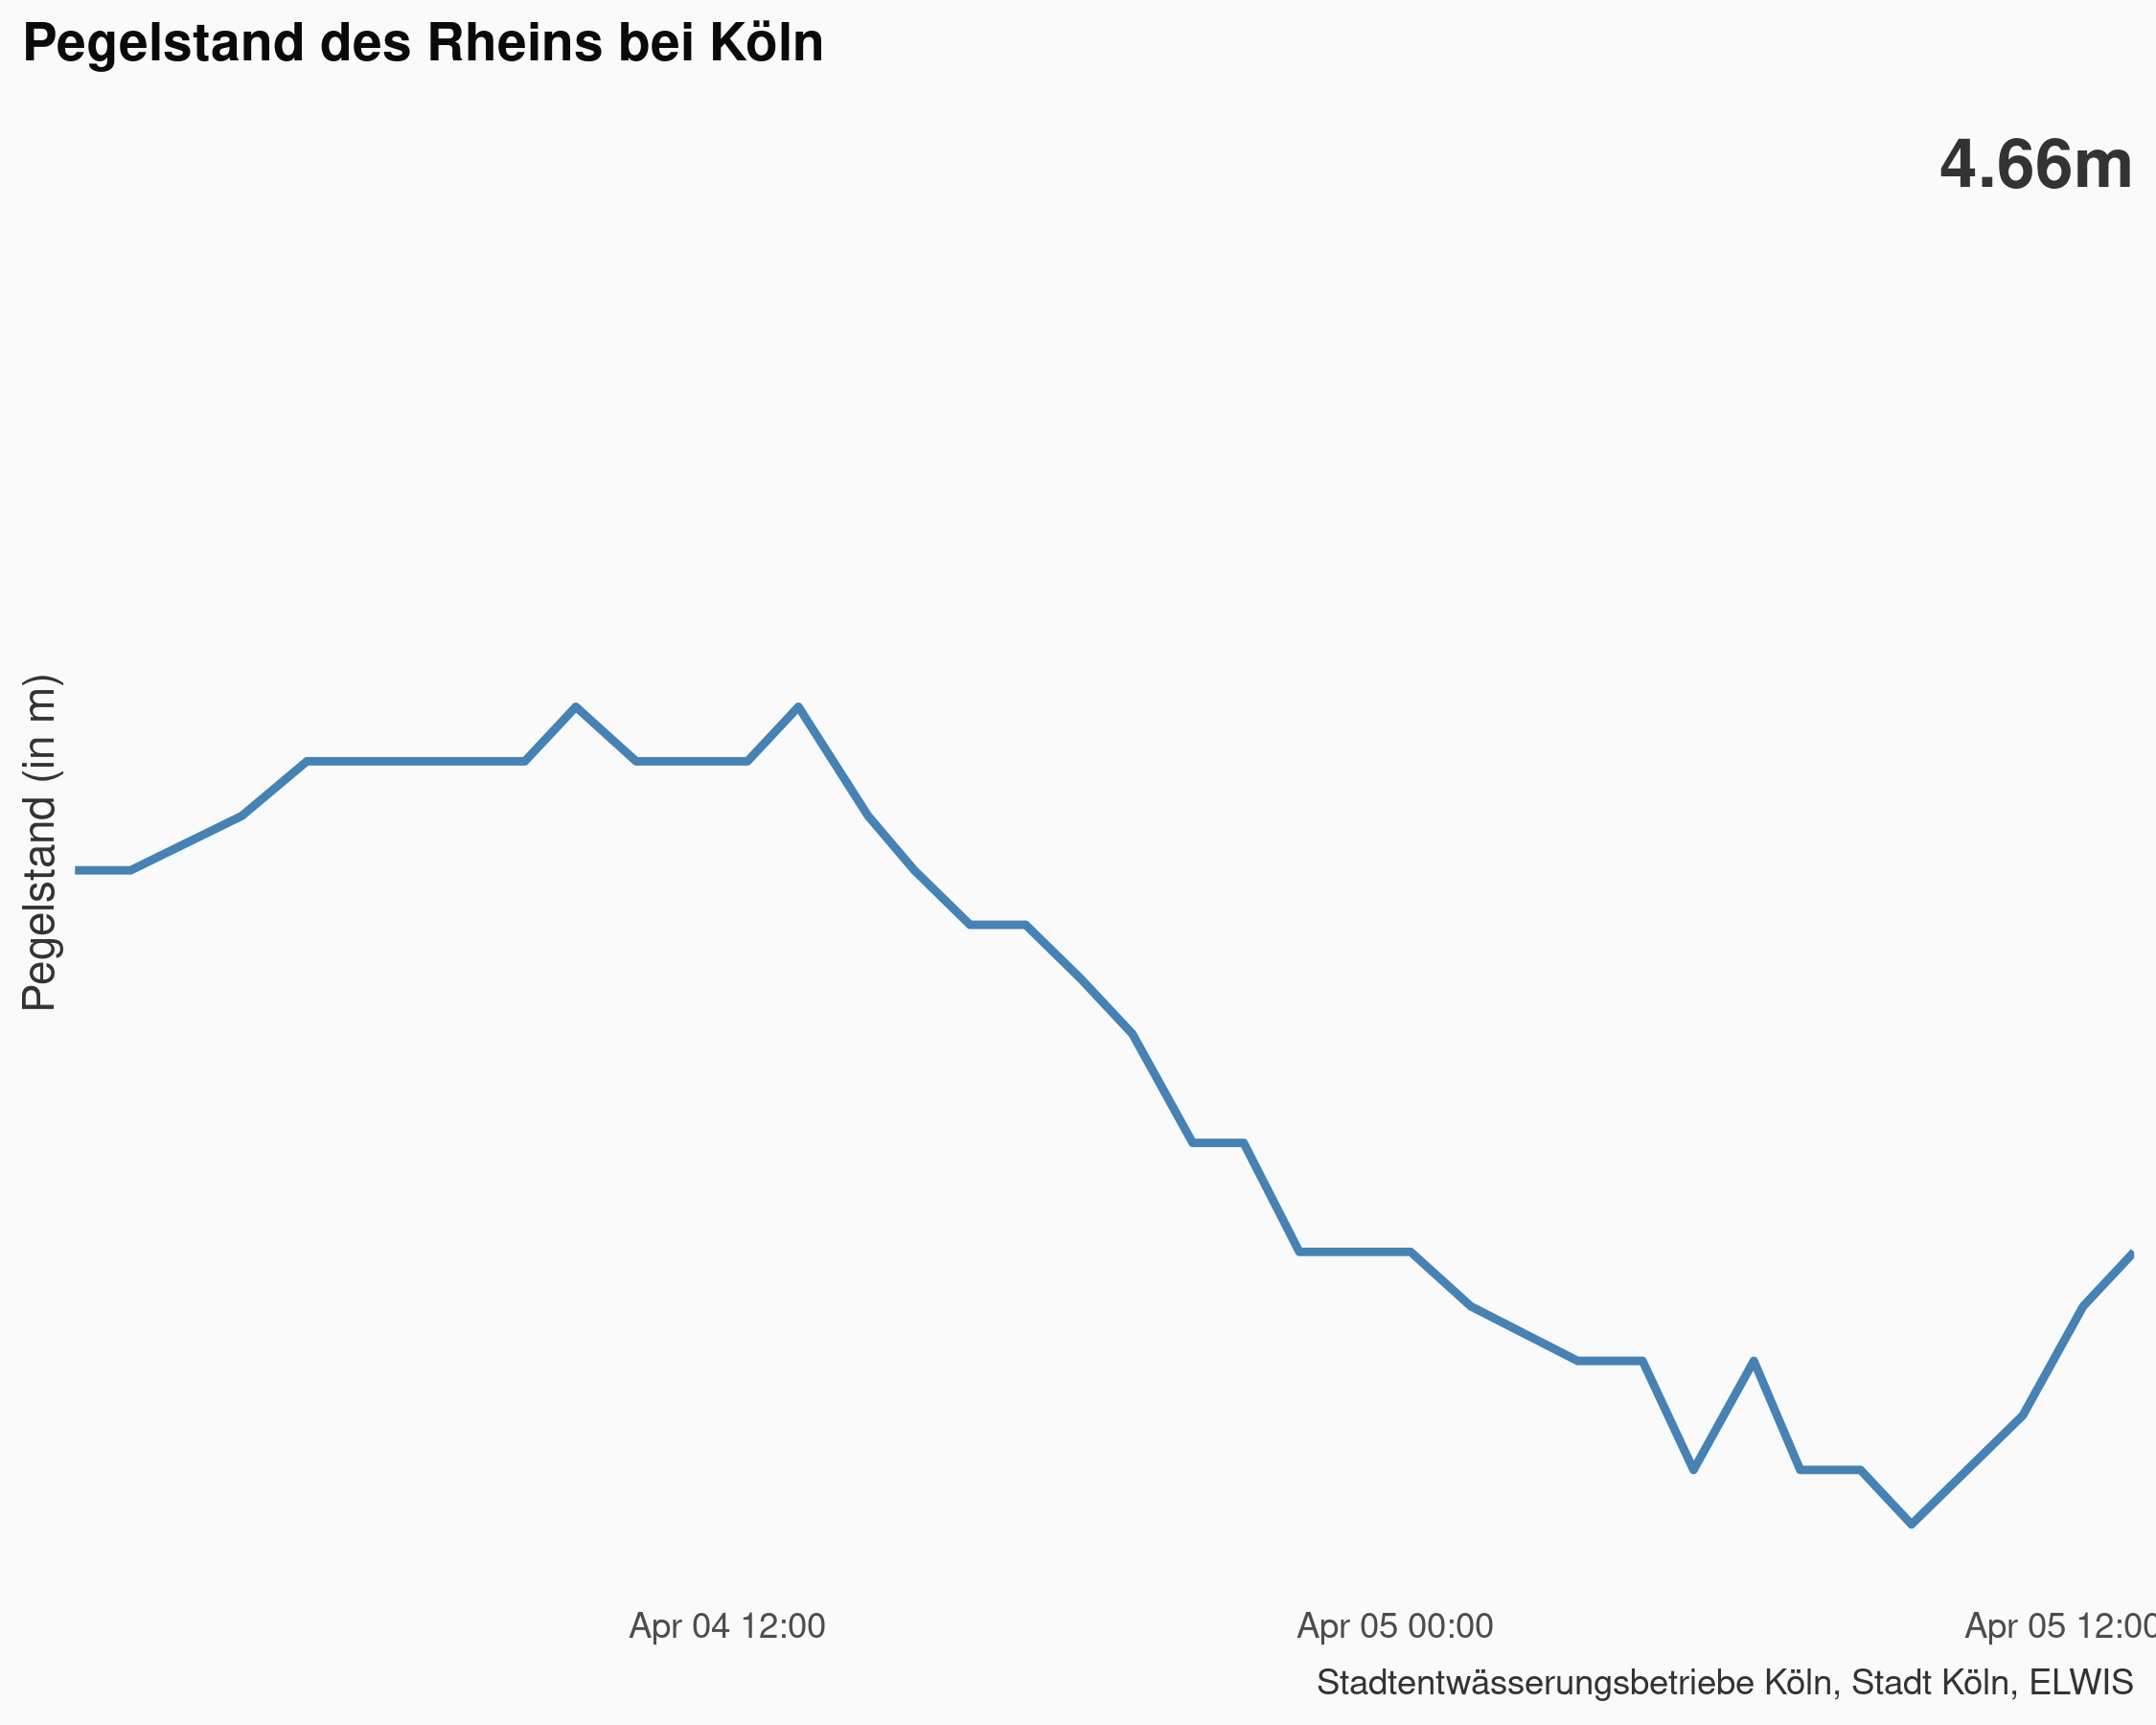 Pegelstand des Rheins bei Köln
4.66m
Pegelstand (in m)
Apr 04 12:00
Apr 05 00:00
Apr 05 12:00
Stadtentwässerungsbetriebe Köln, Stadt Köln, ELWIS